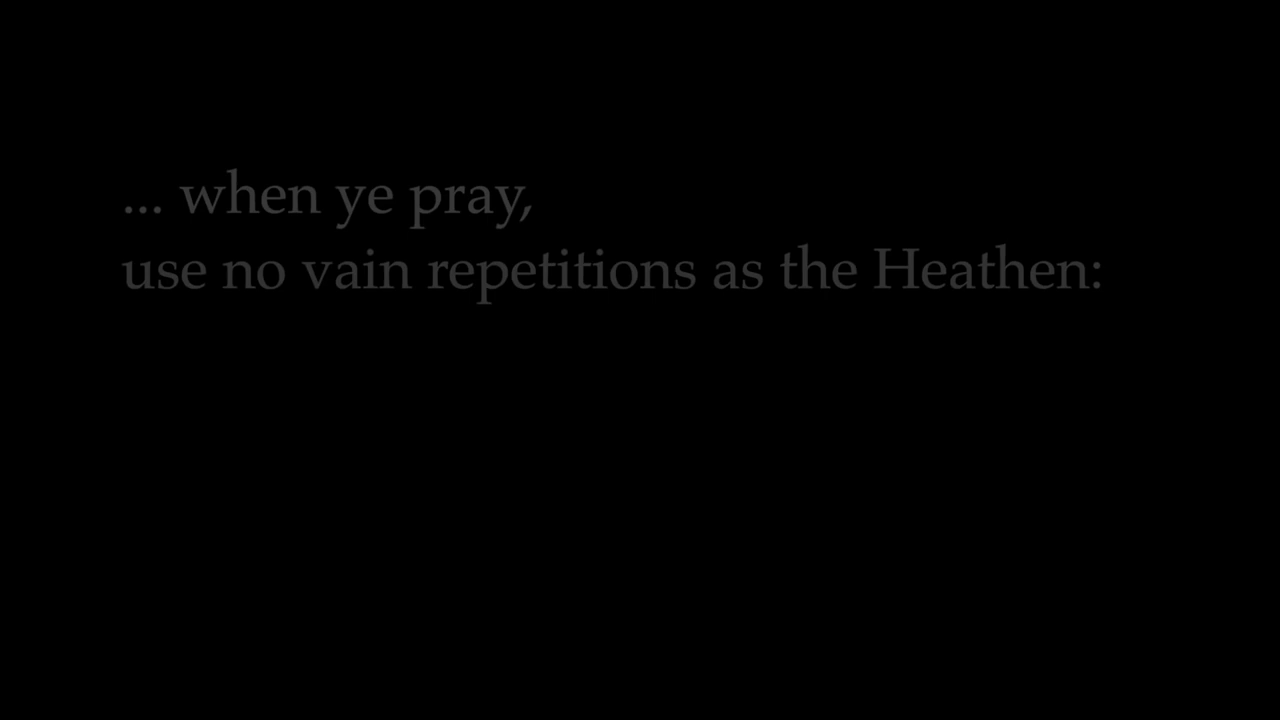 ... when ye pray,
use no vain repetitions as the Heathen: